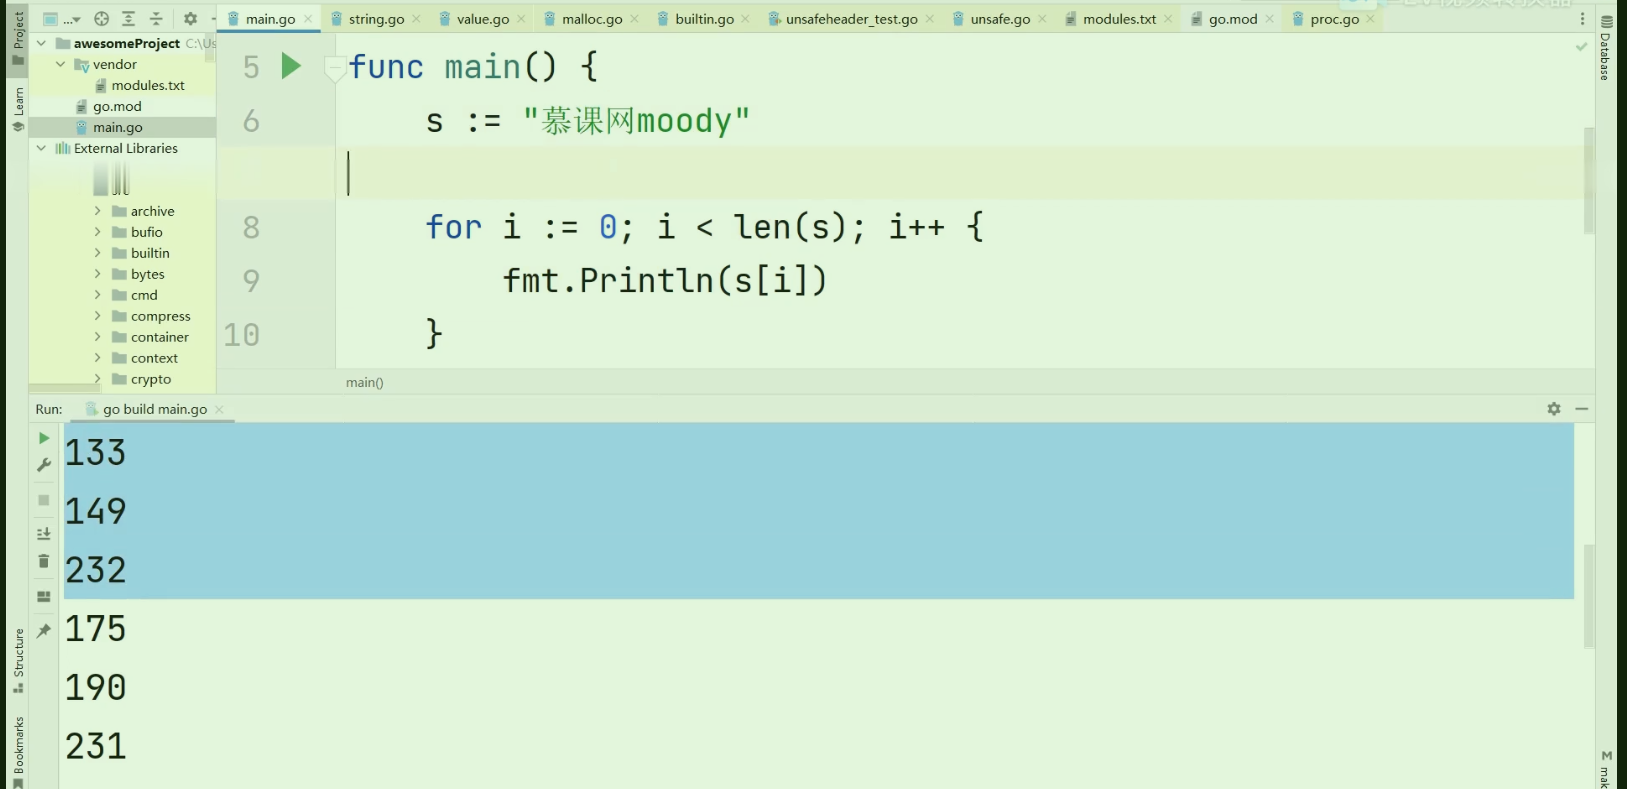 Project
...
main.go
string.go
value.go
malloc.go
builtin.go
unsafeheader_test.go
unsafe.go
modules.txt
go.mod
proc.go
awesomeProject C:\Us
vendor
modules.txt
go.mod
main.go
External Libraries
archive
bufio
builtin
bytes
cmd
compress
container
context
crypto
Learn
Structure
Bookmarks
5 func main() {
6 s := "慕课网moody"
8 for i := 0; i < len(s); i++ {
9 fmt.Println(s[i])
10 }
main()
Database
Run: go build main.go
133
149
232
175
190
231
M
mak